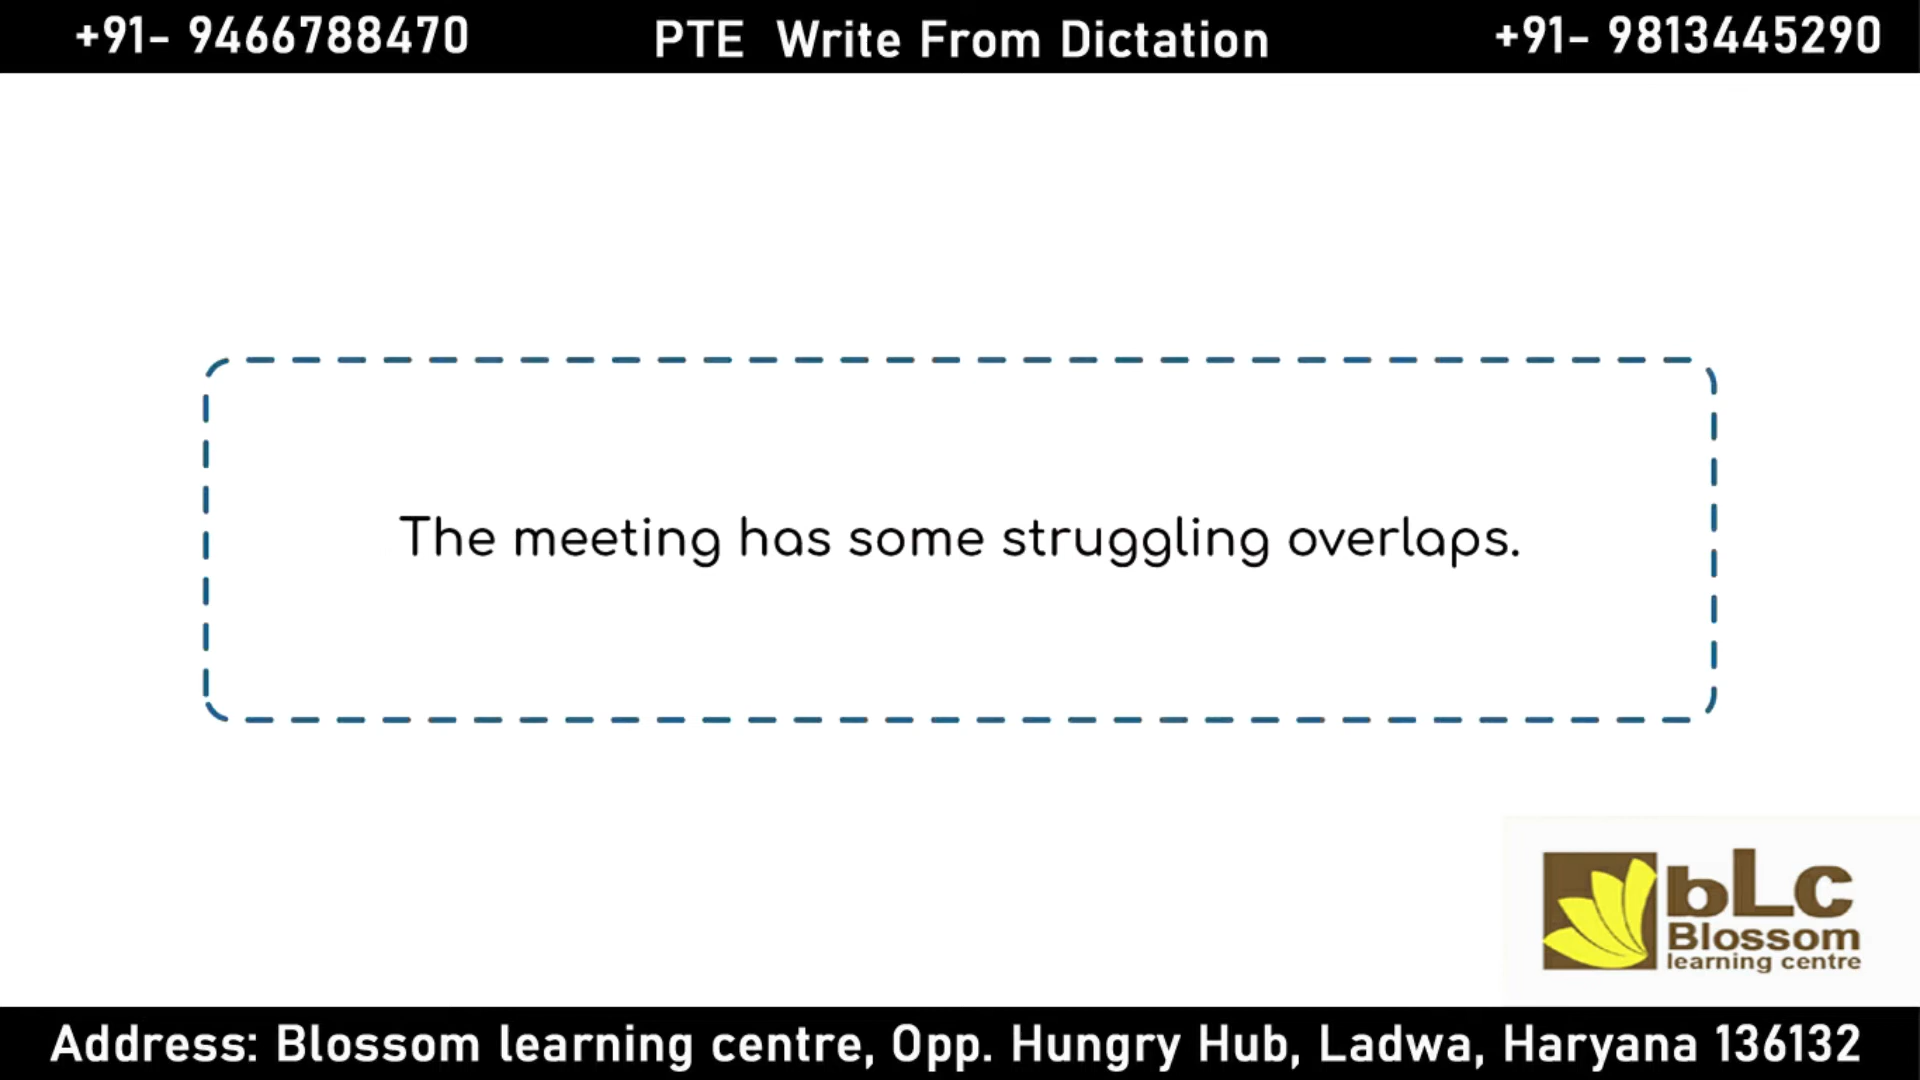 +91- 9466788470
PTE Write From Dictation
+91- 9813445290
The meeting has some struggling overlaps.
bLc
Blossom
learning centre
Address: Blossom learning centre, Opp. Hungry Hub, Ladwa, Haryana 136132